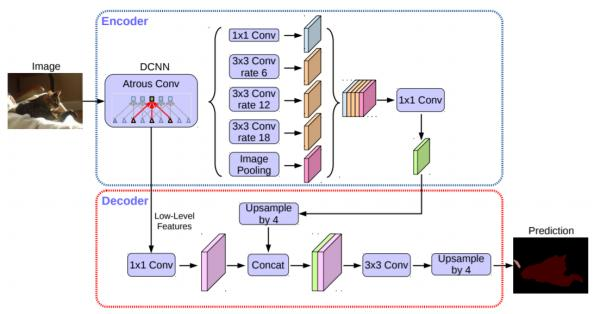 Encoder
Image
DCNN
Atrous Conv
1x1 Conv
3x3 Conv
rate 6
3x3 Conv
rate 12
3x3 Conv
rate 18
Image
Pooling
1x1 Conv
Decoder
Low-Level
Features
Upsample
by 4
1x1 Conv
Concat
3x3 Conv
Upsample
by 4
Prediction